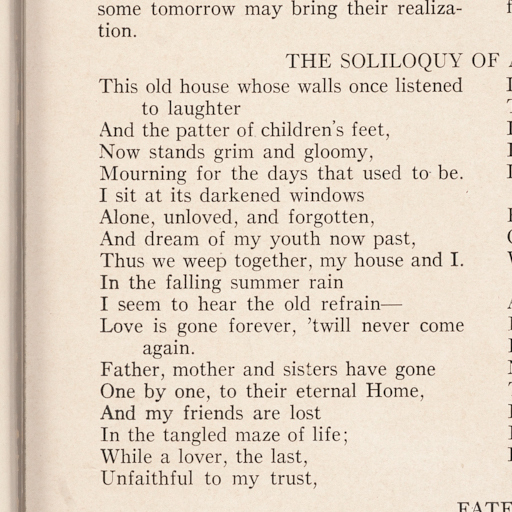 some tomorrow may bring their realiza-
tion.
THE SOLILOQUY OF
This old house whose walls once listened
to laughter
And the patter of children's feet,
Now stands grim and gloomy,
Mourning for the days that used to be.
I sit at its darkened windows
Alone, unloved, and forgotten,
And dream of my youth now past,
Thus we weep together, my house and I.
In the falling summer rain
I seem to hear the old refrain—
Love is gone forever, 'twill never come
again.
Father, mother and sisters have gone
One by one, to their eternal Home,
And my friends are lost
In the tangled maze of life;
While a lover, the last,
Unfaithful to my trust,